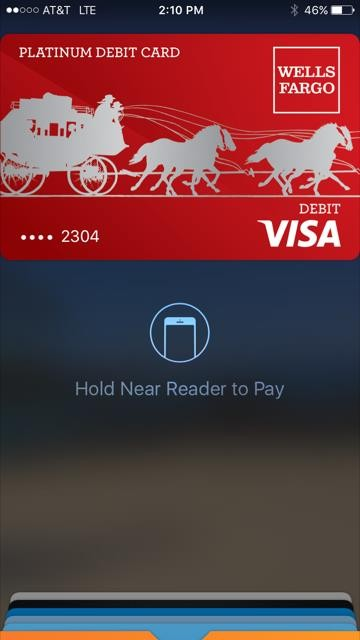 AT&T LTE 2:10 PM 46%
PLATINUM DEBIT CARD
WELLS
FARGO
DEBIT
•••• 2304
VISA
Hold Near Reader to Pay